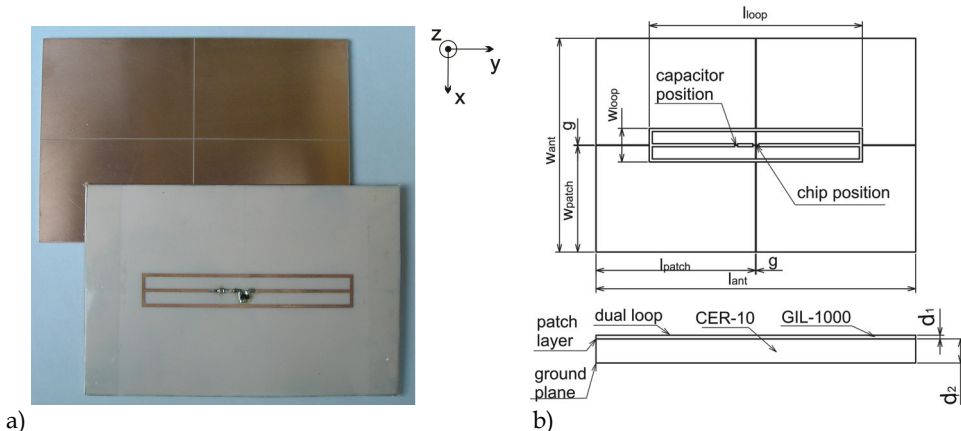 z
y
x
lloop
capacitor
position
wloop
g
want
wpatch
chip position
lpatch
g
lant
dual loop
CER-10
GIL-1000
d1
patch
layer
ground
plane
d2
a)
b)